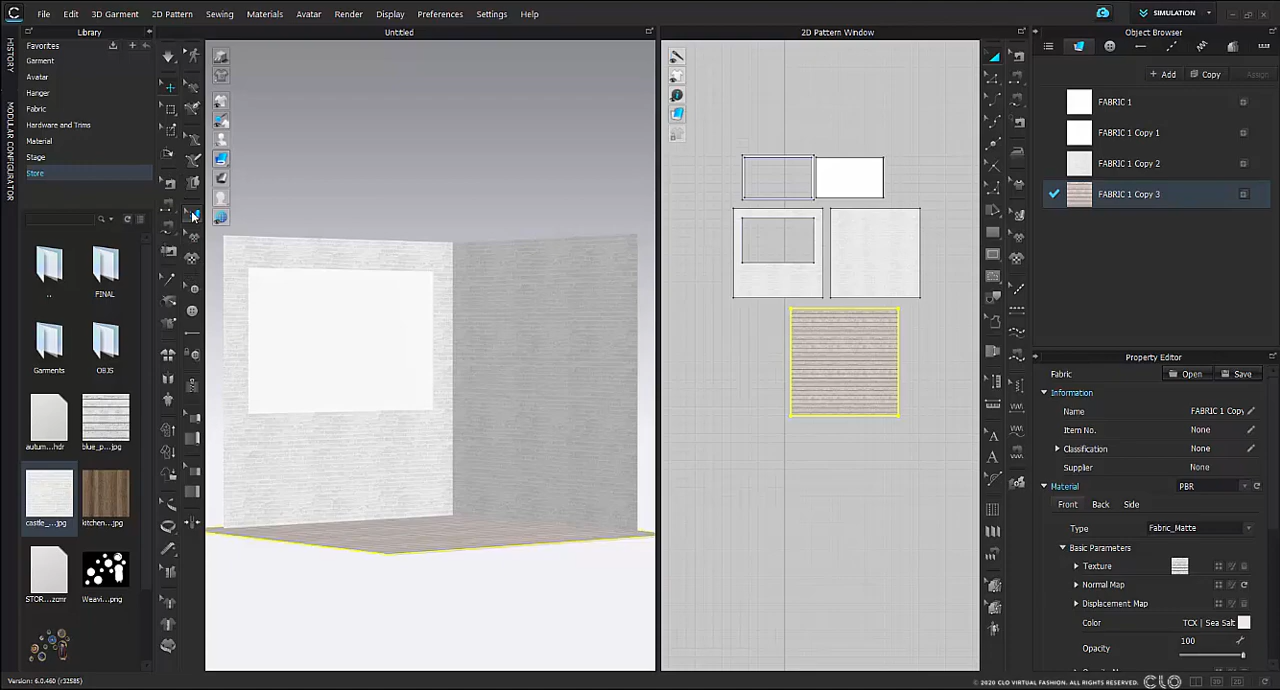 C File Edit 3D Garment 2D Pattern Sewing Materials Avatar Render Display Preferences Settings Help
SIMULATION
Library
Untitled
2D Pattern Window
Object Browser
HISTORY
MODULAR CONFIGURATOR
Favorites
Garment
Avatar
Hanger
Fabric
Hardware and Trims
Material
Stage
Store
Add Copy Assign
FABRIC 1
FABRIC 1 Copy 1
FABRIC 1 Copy 2
FABRIC 1 Copy 3
.. FINAL
Garments OBJS
autum...hdr blue_p...jpg
castle_...jpg kitchen...jpg
STOR...zcmr Weavi...png
Property Editor
Fabric Open Save
Information
Name FABRIC 1 Copy
Item No. None
Classification None
Supplier None
Material PBR
Front Back Side
Type Fabric_Matte
Basic Parameters
Texture
Normal Map
Displacement Map
Color TCX | Sea Salt
Opacity 100
Version: 6.0.460 (r32585)
© 2020 CLO VIRTUAL FASHION. ALL RIGHTS RESERVED. CLO